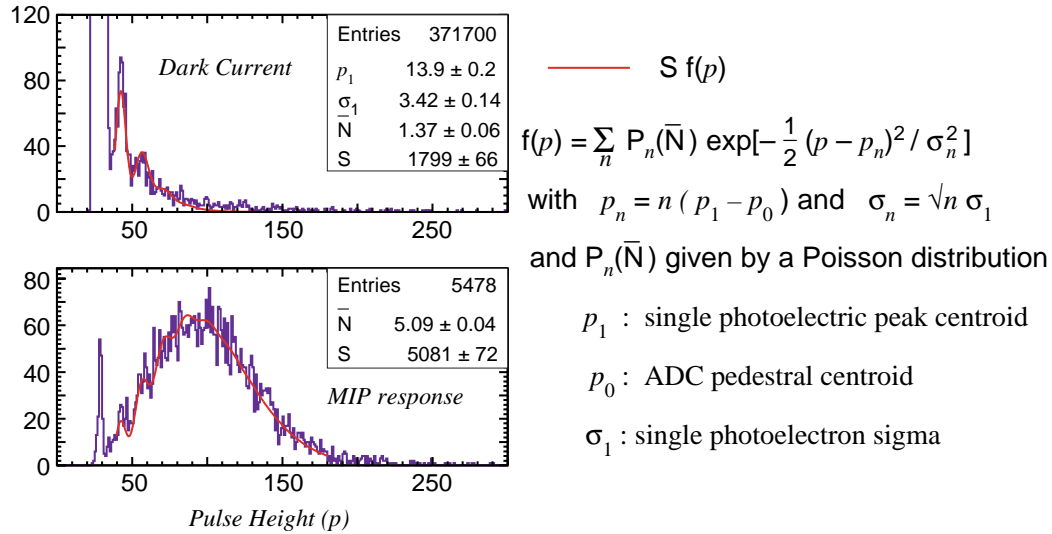 120
80
40
0
50
150
250
Dark Current
Entries 371700
p1 13.9 ± 0.2
σ1 3.42 ± 0.14
N̅ 1.37 ± 0.06
S 1799 ± 66
80
60
40
20
0
50
150
250
Entries 5478
N̅ 5.09 ± 0.04
S 5081 ± 72
MIP response
Pulse Height (p)
S f(p)
f(p) = Σn Pn(N̅) exp[– 1/2 (p – pn)2 / σn2]
with pn = n ( p1 – p0 ) and σn = √n σ1
and Pn(N̅) given by a Poisson distribution
p1 : single photoelectric peak centroid
p0 : ADC pedestral centroid
σ1 : single photoelectron sigma